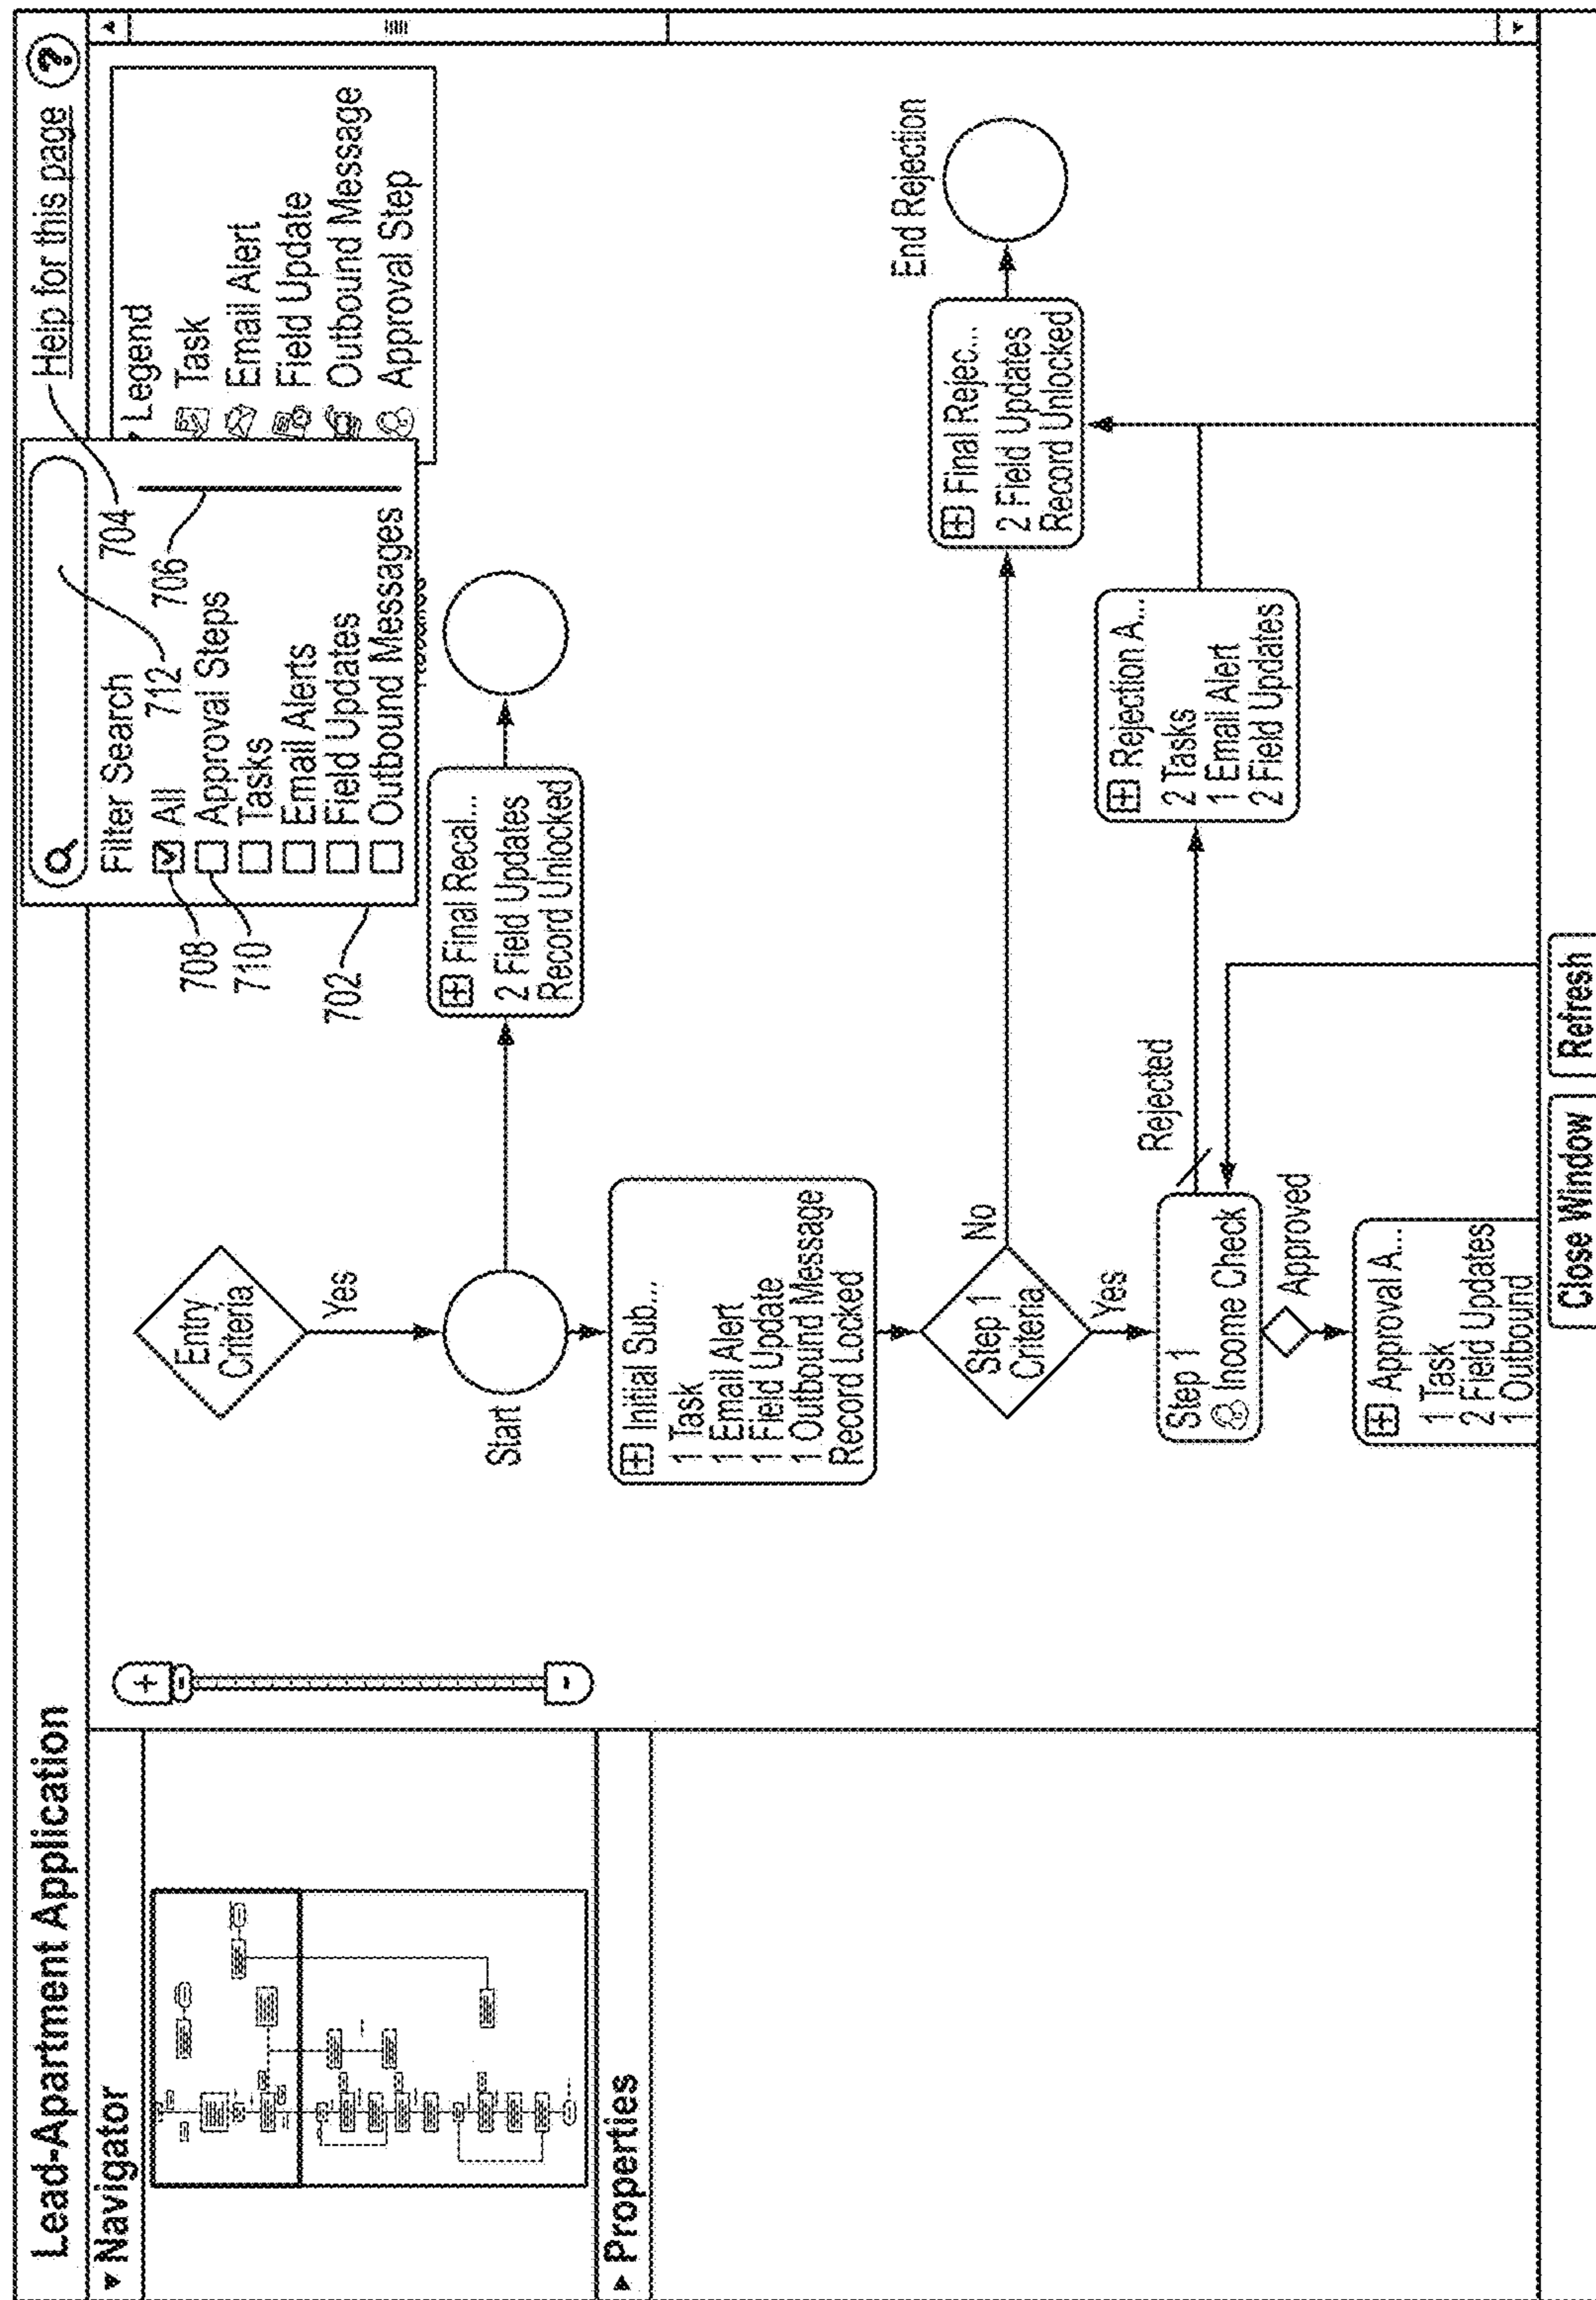 Lead-Apartment Application
Help for this page ?
704
Navigator
Properties
+
-
Filter Search
712
706
All
Approval Steps
Tasks
Email Alerts
Field Updates
Outbound Messages
708
710
702
Legend
Task
Email Alert
Field Update
Outbound Message
Approval Step
Entry
Criteria
Yes
Start
Final Recal...
2 Field Updates
Record Unlocked
Initial Sub...
1 Task
1 Email Alert
1 Field Update
1 Outbound Message
Record Locked
Step 1
Criteria
No
Yes
Final Rejec...
2 Field Updates
Record Unlocked
End Rejection
Step 1
Income Check
Rejected
Rejection A...
2 Tasks
1 Email Alert
2 Field Updates
Approved
Approval A...
1 Task
2 Field Updates
1 Outbound
Close Window
Refresh